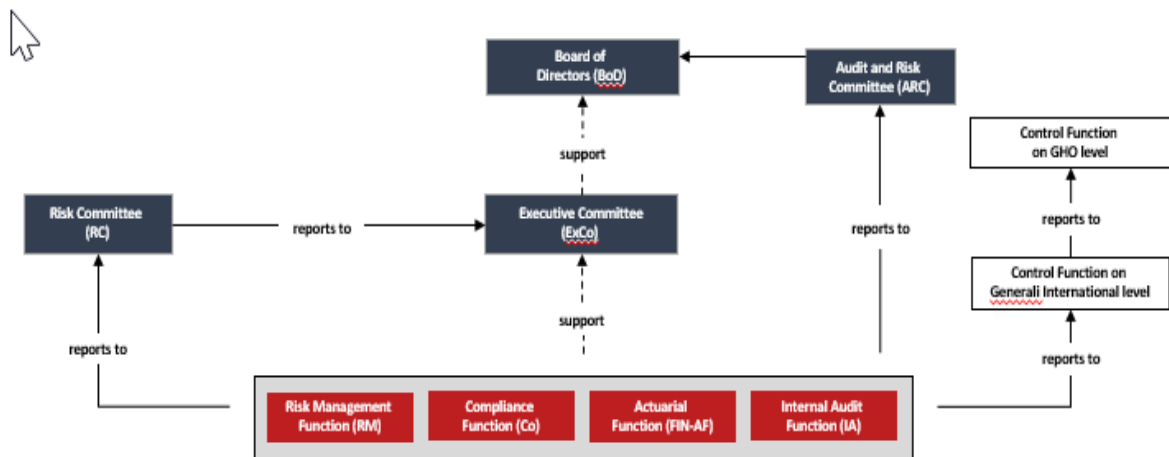 Board of
Directors (BoD)
Audit and Risk
Committee (ARC)
Control Function
on GHO level
support
Risk Committee
(RC)
reports to
Executive Committee
(ExCo)
reports to
reports to
Control Function on
Generali International level
support
reports to
reports to
Risk Management
Function (RM)
Compliance
Function (Co)
Actuarial
Function (FIN-AF)
Internal Audit
Function (IA)